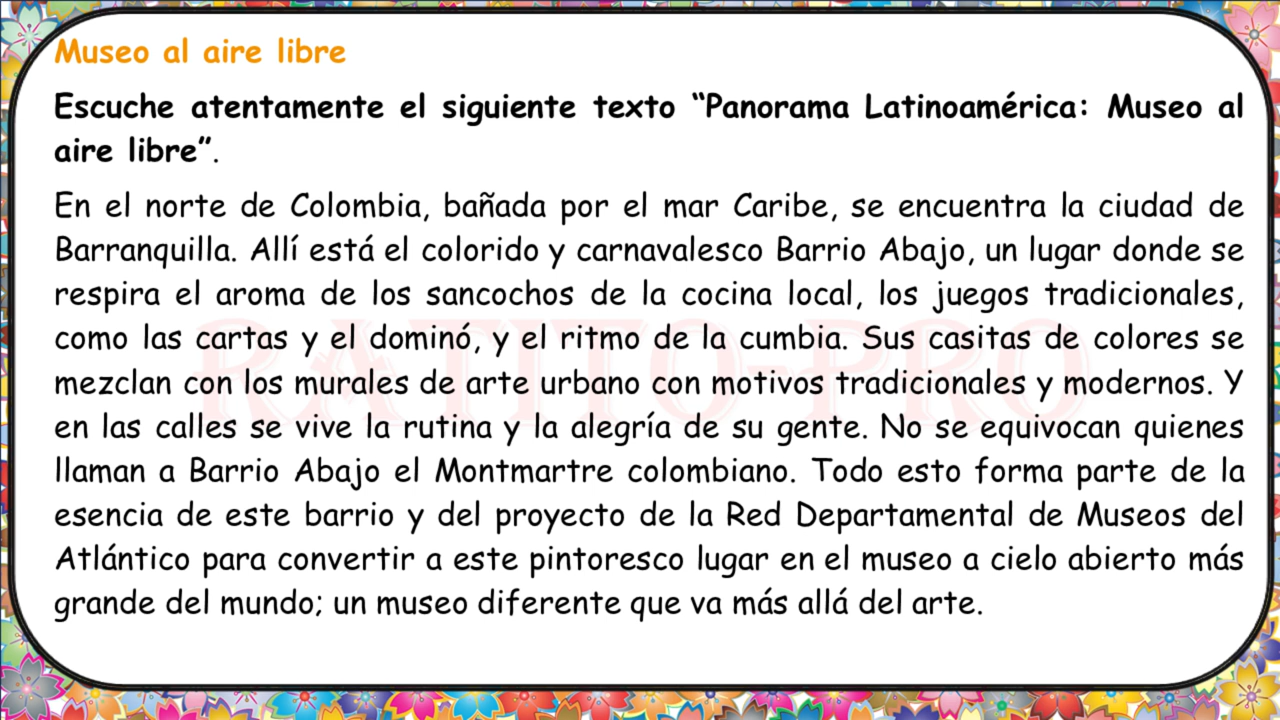 Museo al aire libre
Escuche atentamente el siguiente texto “Panorama Latinoamérica: Museo al
aire libre”.
En el norte de Colombia, bañada por el mar Caribe, se encuentra la ciudad de
Barranquilla. Allí está el colorido y carnavalesco Barrio Abajo, un lugar donde se
respira el aroma de los sancochos de la cocina local, los juegos tradicionales,
como las cartas y el dominó, y el ritmo de la cumbia. Sus casitas de colores se
mezclan con los murales de arte urbano con motivos tradicionales y modernos. Y
en las calles se vive la rutina y la alegría de su gente. No se equivocan quienes
llaman a Barrio Abajo el Montmartre colombiano. Todo esto forma parte de la
esencia de este barrio y del proyecto de la Red Departamental de Museos del
Atlántico para convertir a este pintoresco lugar en el museo a cielo abierto más
grande del mundo; un museo diferente que va más allá del arte.
RATITO-PRO